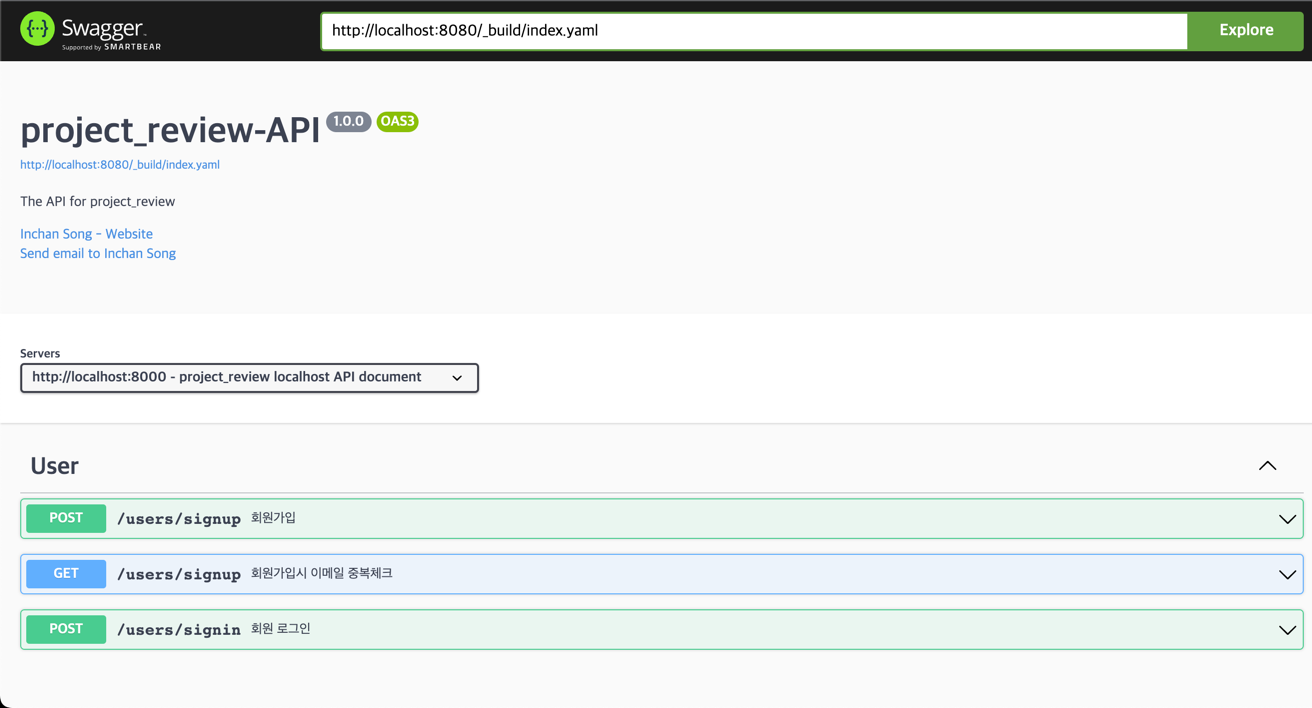 {···} Swagger™
Supported by SMARTBEAR
http://localhost:8080/_build/index.yaml
Explore
project_review-API 1.0.0 OAS3
http://localhost:8080/_build/index.yaml
The API for project_review
Inchan Song - Website
Send email to Inchan Song
Servers
http://localhost:8000 - project_review localhost API document
User
POST /users/signup 회원가입
GET /users/signup 회원가입시 이메일 중복체크
POST /users/signin 회원 로그인